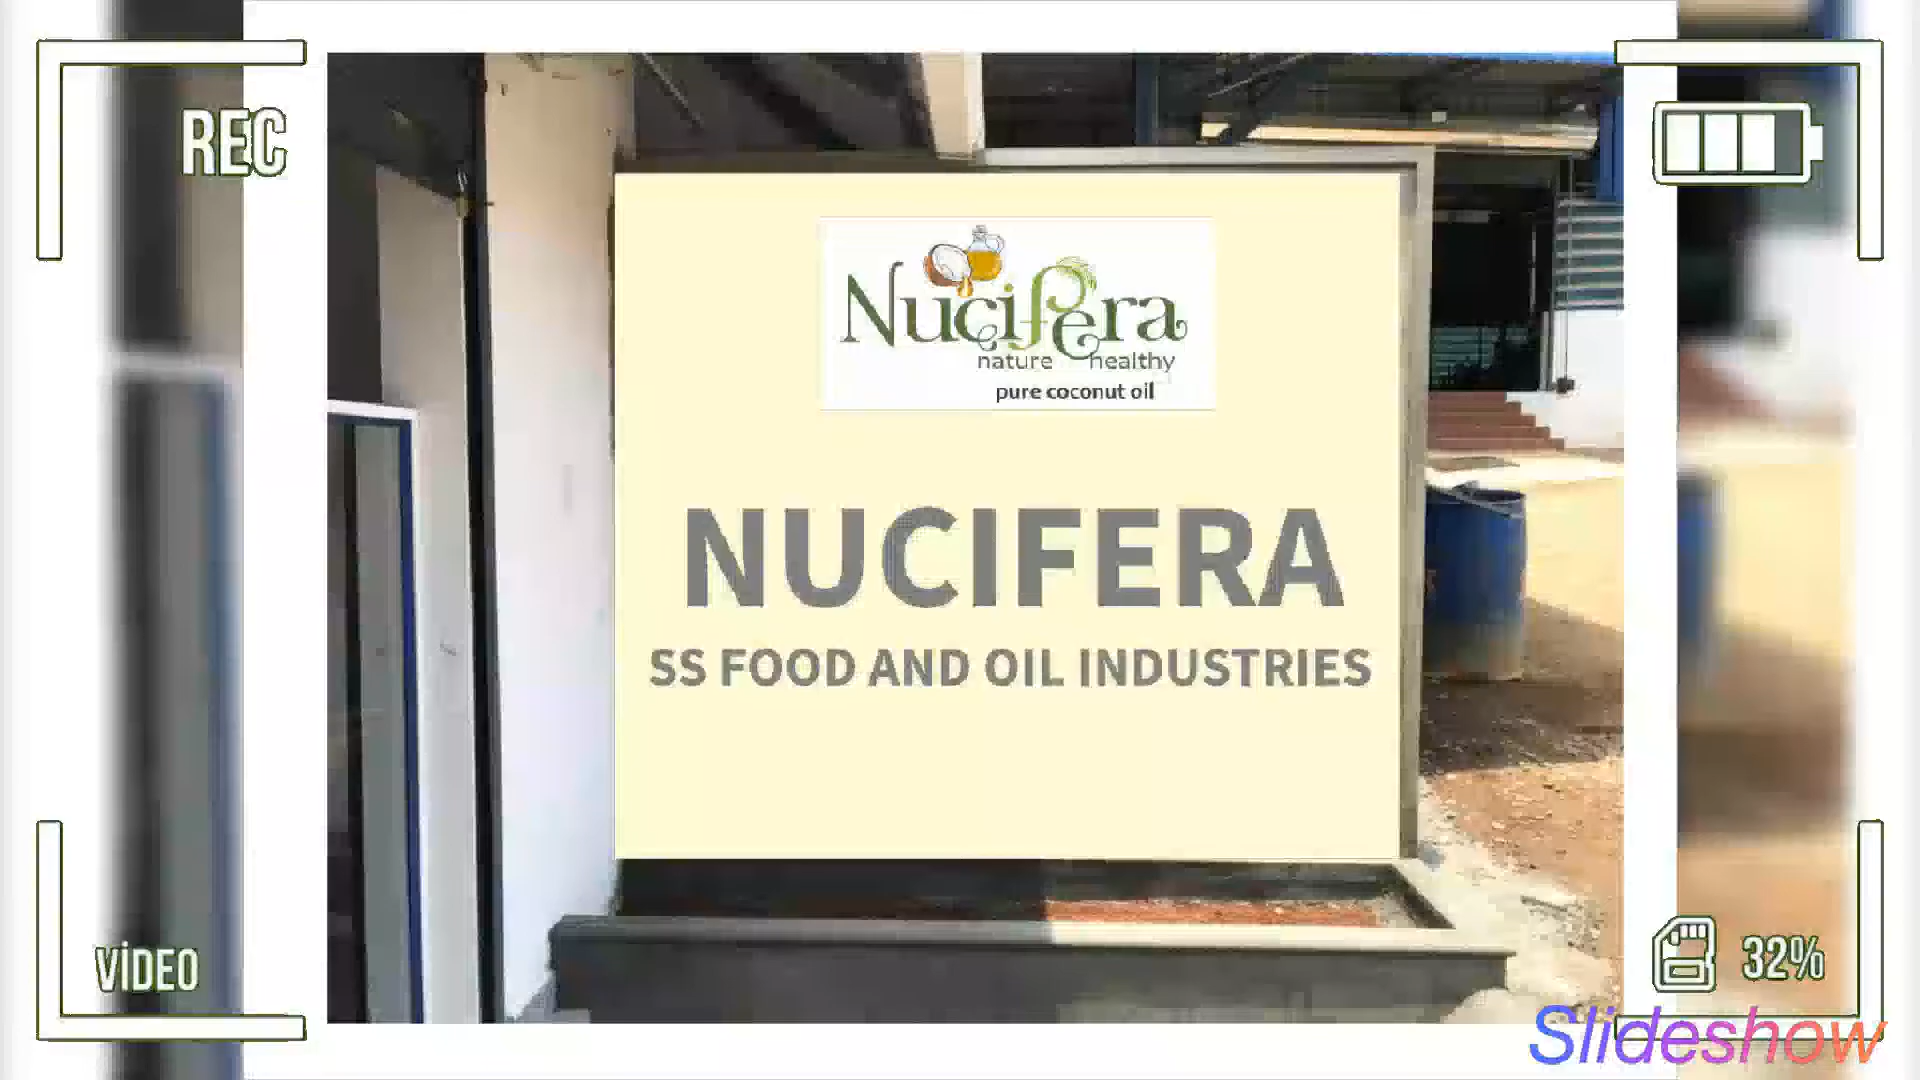 REC
Nucifera
nature healthy
pure coconut oil
NUCIFERA
SS FOOD AND OIL INDUSTRIES
VİDEO
32%
Slideshow